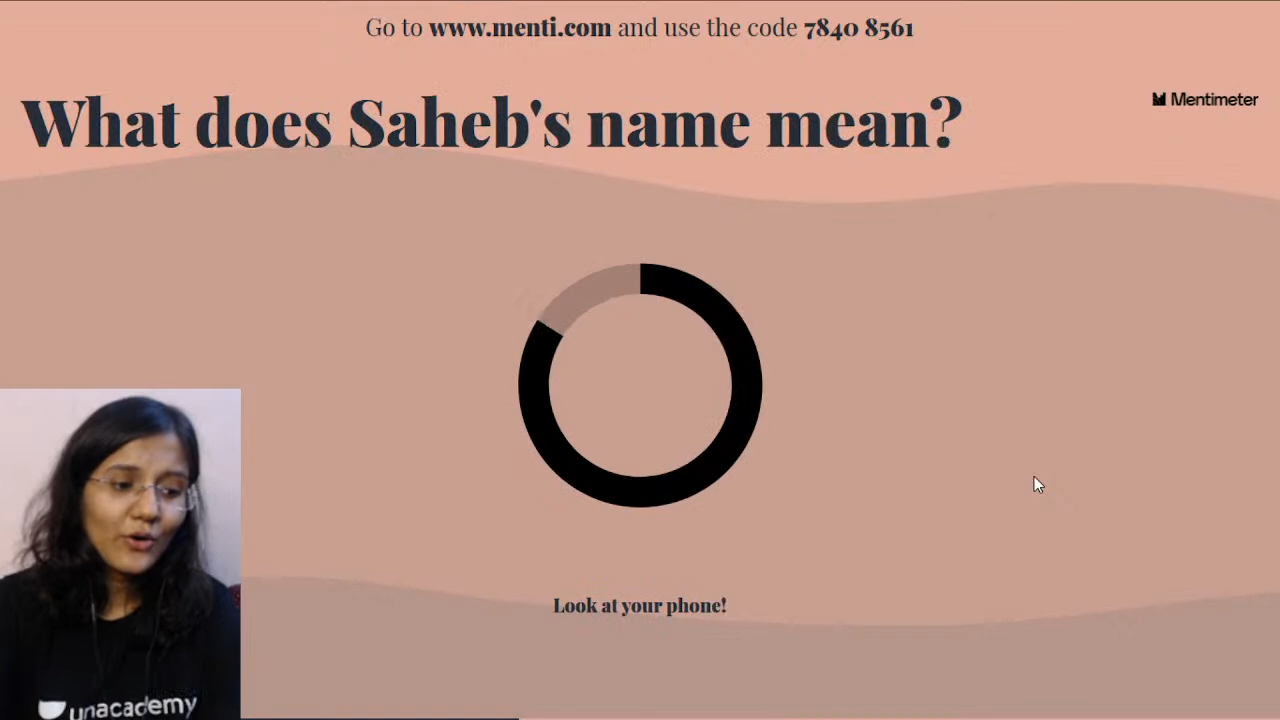 Go to www.menti.com and use the code 7840 8561
What does Saheb's name mean?
Mentimeter
Look at your phone!
unacademy